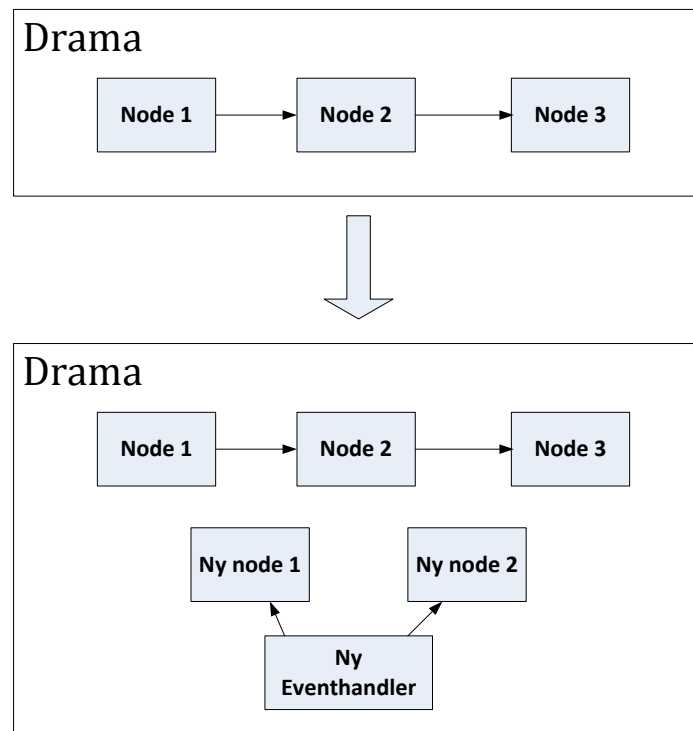 Drama
Node 1
Node 2
Node 3
Drama
Node 1
Node 2
Node 3
Ny node 1
Ny node 2
Ny
Eventhandler